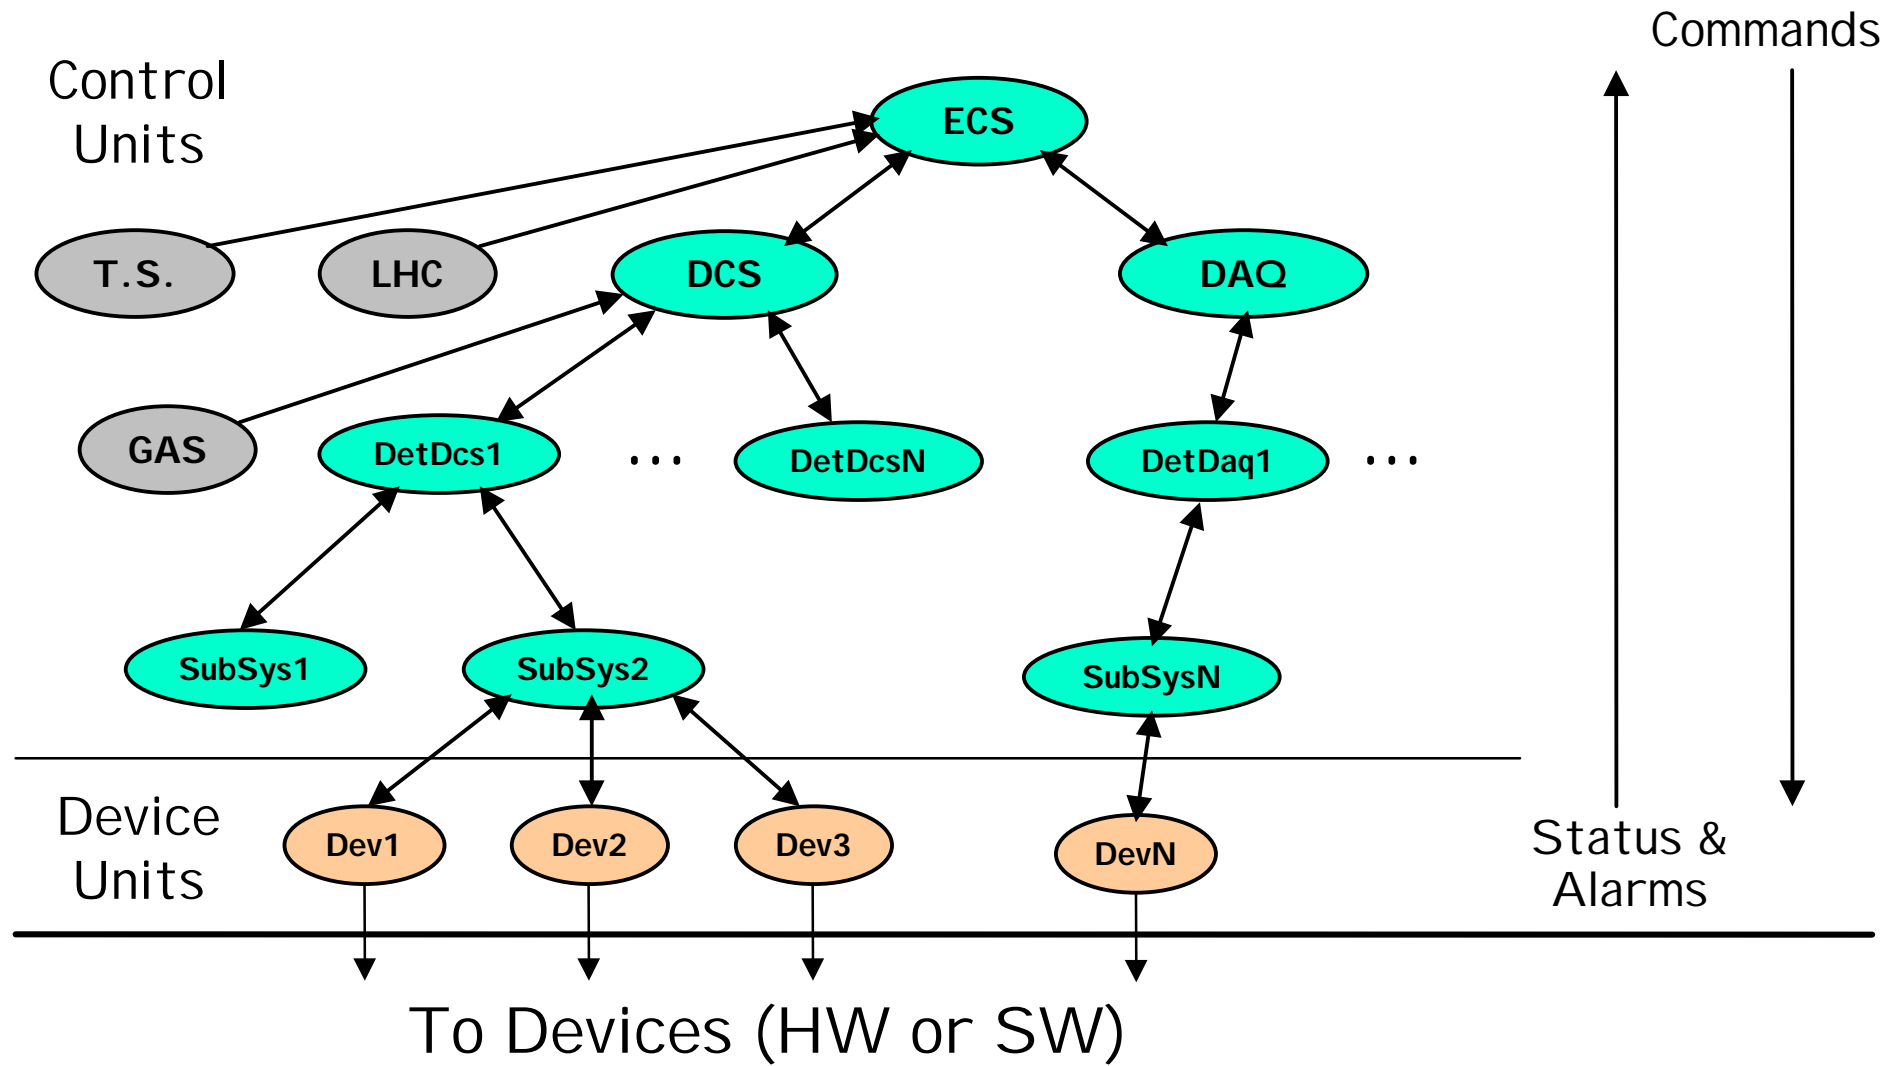 Commands
Control
Units
ECS
T.S.
LHC
DCS
DAQ
GAS
DetDcs1
...
DetDcsN
DetDaq1
...
SubSys1
SubSys2
SubSysN
Device
Units
Dev1
Dev2
Dev3
DevN
Status &
Alarms
To Devices (HW or SW)